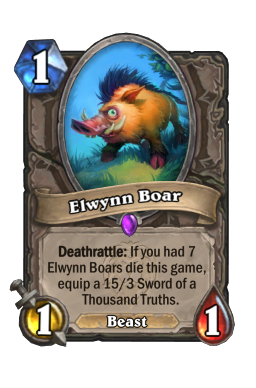 1
Elwynn Boar
Deathrattle: If you had 7
Elwynn Boars die this game,
equip a 15/3 Sword of a
Thousand Truths.
1
Beast
1